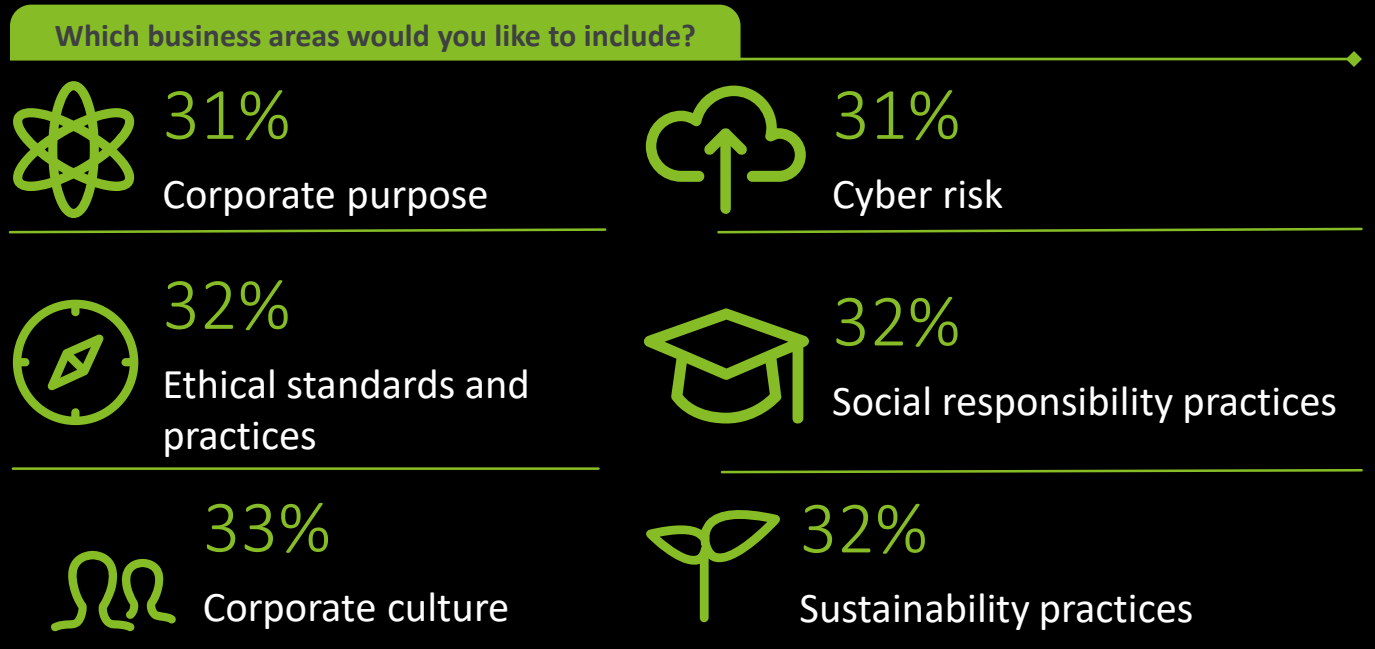 Which business areas would you like to include?
31%
Corporate purpose
31%
Cyber risk
32%
Ethical standards and
practices
32%
Social responsibility practices
33%
Corporate culture
32%
Sustainability practices